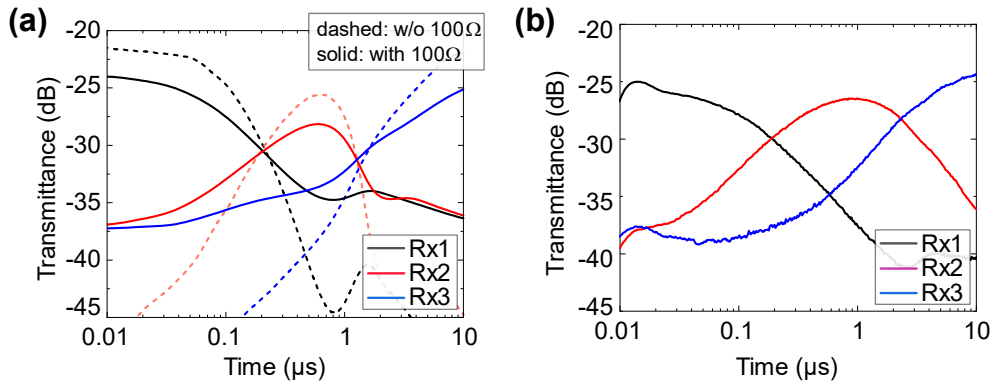 (a)
dashed: w/o 100Ω
solid: with 100Ω
-20
-25
-30
-35
-40
-45
Transmittance (dB)
Rx1
Rx2
Rx3
0.01
0.1
1
10
Time (µs)
(b)
-20
-25
-30
-35
-40
-45
Transmittance (dB)
Rx1
Rx2
Rx3
0.01
0.1
1
10
Time (µs)